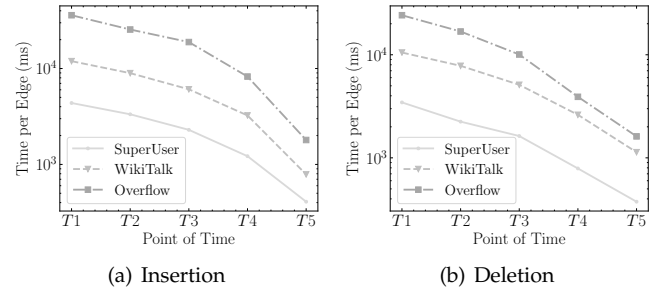 Time per Edge (ms)
10^4
10^3
SuperUser
WikiTalk
Overflow
T1 T2 T3 T4 T5
Point of Time
(a) Insertion
Time per Edge (ms)
10^4
10^3
SuperUser
WikiTalk
Overflow
T1 T2 T3 T4 T5
Point of Time
(b) Deletion